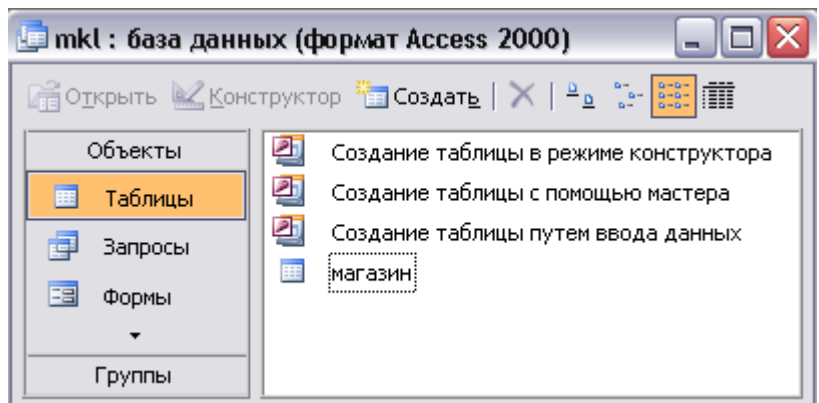 mkl : база данных (формат Access 2000)
Открыть Конструктор Создать
Объекты
Таблицы
Запросы
Формы
Группы
Создание таблицы в режиме конструктора
Создание таблицы с помощью мастера
Создание таблицы путем ввода данных
магазин